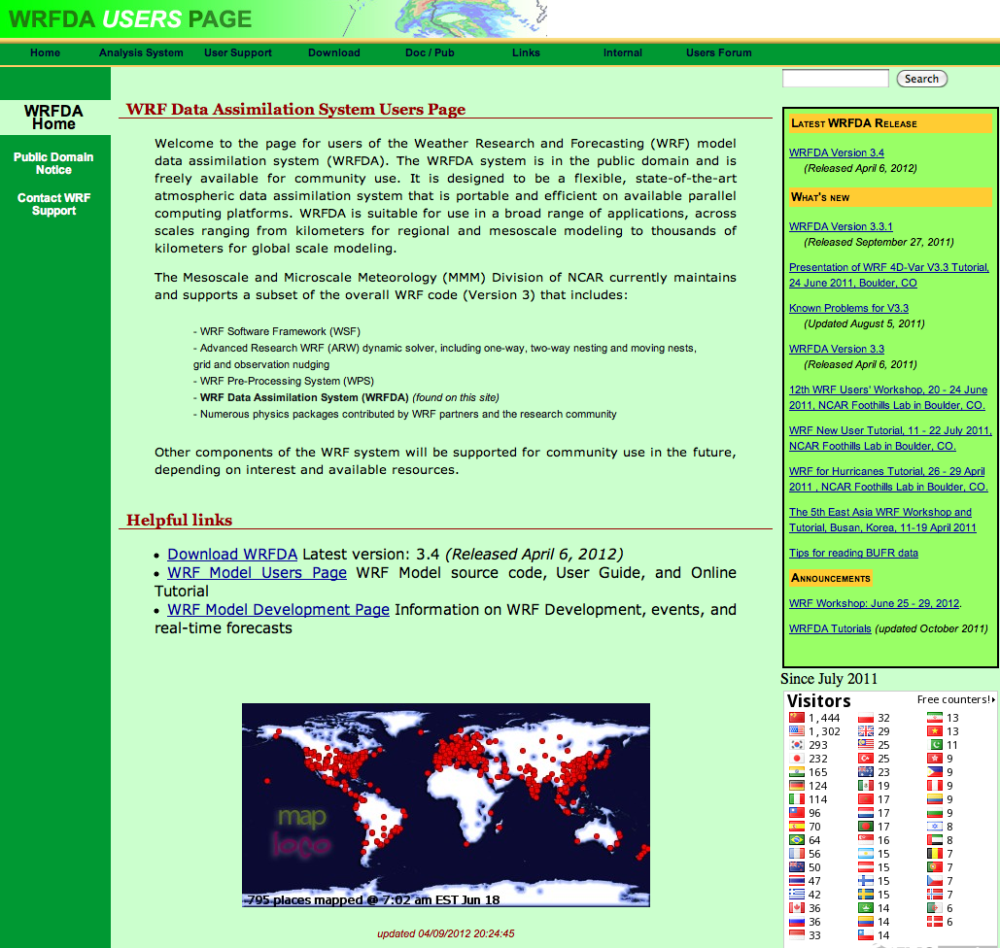 WRFDA USERS PAGE
Home Analysis System User Support Download Doc / Pub Links Internal Users Forum
WRFDA
Home
Public Domain
Notice
Contact WRF
Support
WRF Data Assimilation System Users Page
Welcome to the page for users of the Weather Research and Forecasting (WRF) model
data assimilation system (WRFDA). The WRFDA system is in the public domain and is
freely available for community use. It is designed to be a flexible, state-of-the-art
atmospheric data assimilation system that is portable and efficient on available parallel
computing platforms. WRFDA is suitable for use in a broad range of applications, across
scales ranging from kilometers for regional and mesoscale modeling to thousands of
kilometers for global scale modeling.
The Mesoscale and Microscale Meteorology (MMM) Division of NCAR currently maintains
and supports a subset of the overall WRF code (Version 3) that includes:
- WRF Software Framework (WSF)
- Advanced Research WRF (ARW) dynamic solver, including one-way, two-way nesting and moving nests,
grid and observation nudging
- WRF Pre-Processing System (WPS)
- WRF Data Assimilation System (WRFDA) (found on this site)
- Numerous physics packages contributed by WRF partners and the research community
Other components of the WRF system will be supported for community use in the future,
depending on interest and available resources.
Helpful links
• Download WRFDA Latest version: 3.4 (Released April 6, 2012)
• WRF Model Users Page WRF Model source code, User Guide, and Online
Tutorial
• WRF Model Development Page Information on WRF Development, events, and
real-time forecasts
map
loco
795 places mapped @ 7:02 am EST Jun 18
updated 04/09/2012 20:24:45
Search
Latest WRFDA Release
WRFDA Version 3.4
(Released April 6, 2012)
What's new
WRFDA Version 3.3.1
(Released September 27, 2011)
Presentation of WRF 4D-Var V3.3 Tutorial,
24 June 2011, Boulder, CO
Known Problems for V3.3
(Updated August 5, 2011)
WRFDA Version 3.3
(Released April 6, 2011)
12th WRF Users' Workshop, 20 - 24 June
2011, NCAR Foothills Lab in Boulder, CO.
WRF New User Tutorial, 11 - 22 July 2011,
NCAR Foothills Lab in Boulder, CO.
WRF for Hurricanes Tutorial, 26 - 29 April
2011 , NCAR Foothills Lab in Boulder, CO.
The 5th East Asia WRF Workshop and
Tutorial, Busan, Korea, 11-19 April 2011
Tips for reading BUFR data
Announcements
WRF Workshop: June 25 - 29, 2012.
WRFDA Tutorials (updated October 2011)
Since July 2011
Visitors Free counters!
1,444 32 13
1,302 29 13
293 25 11
232 25 9
165 23 9
124 19 9
114 17 9
96 17 9
70 17 8
64 16 8
56 15 7
50 15 7
47 15 7
42 15 7
36 14 6
36 14 6
33 14